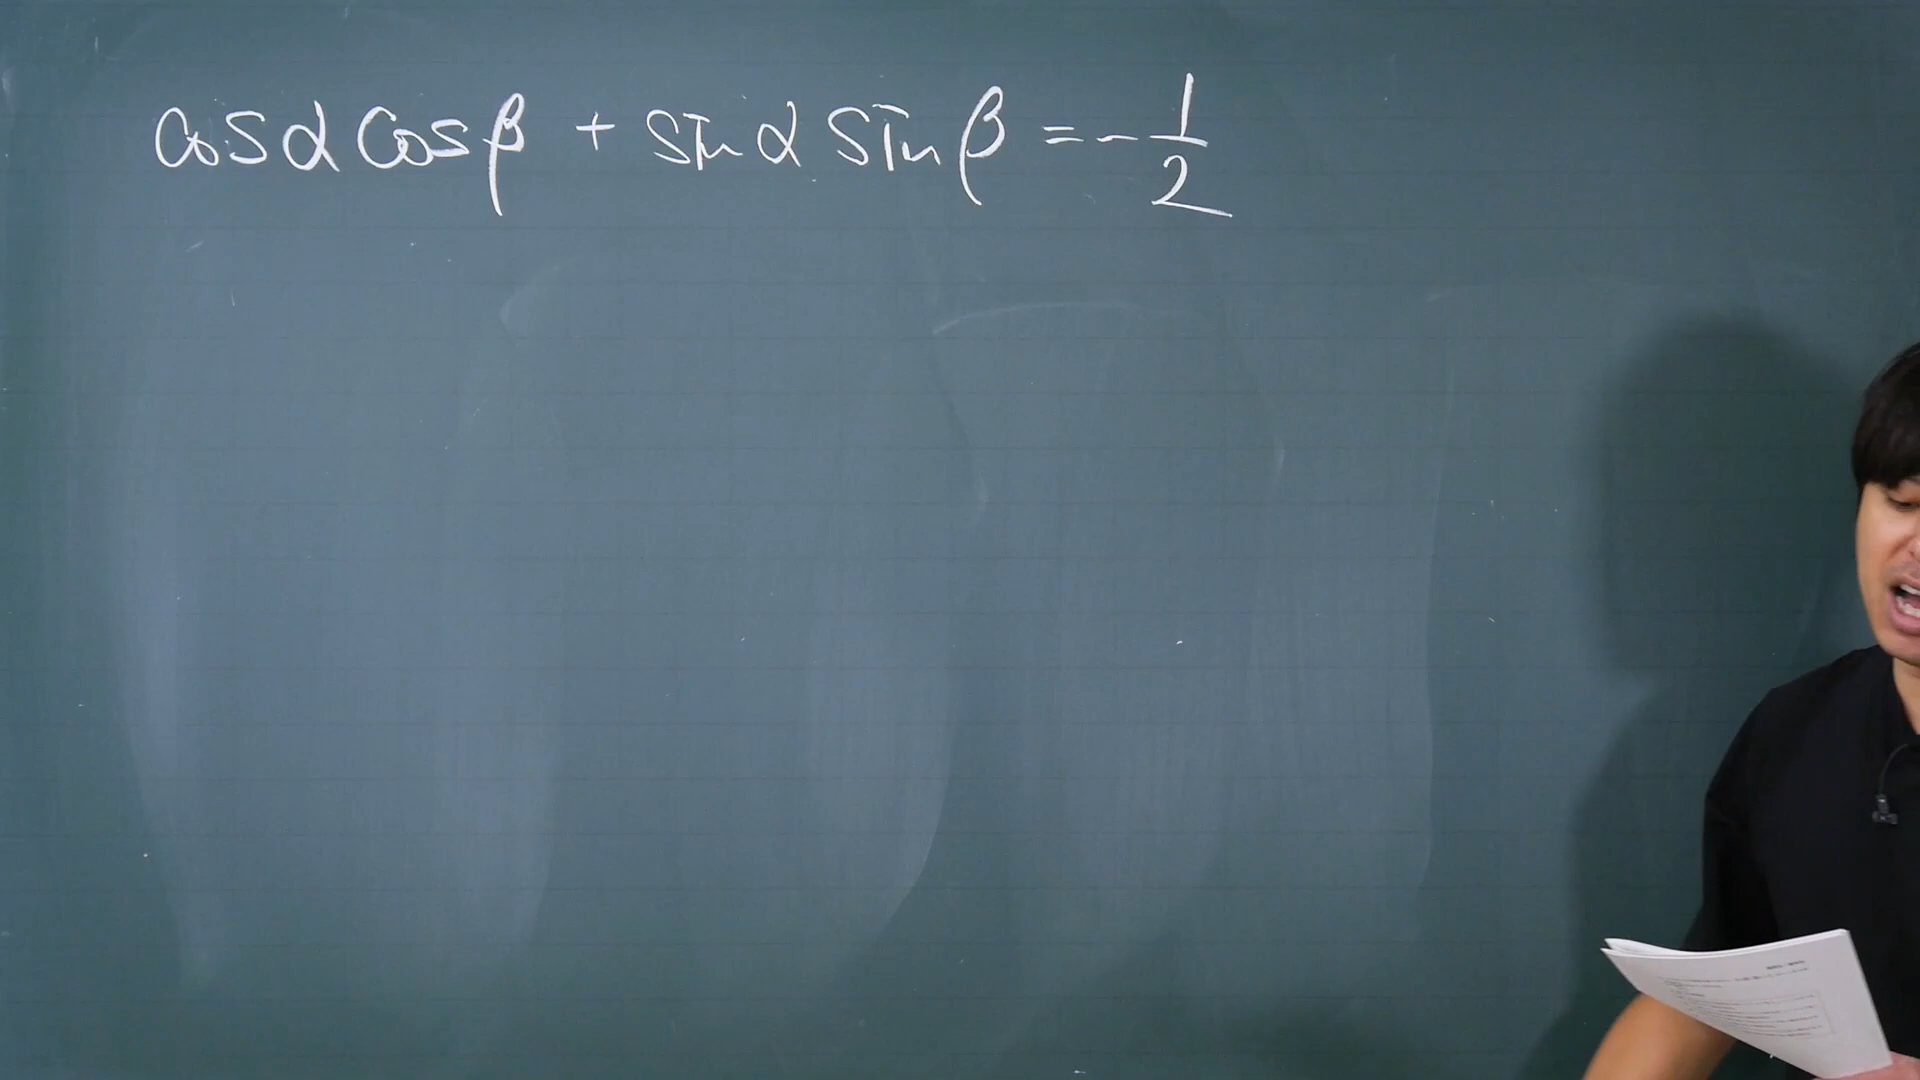 cosα cosβ + sinα sinβ = -1/2